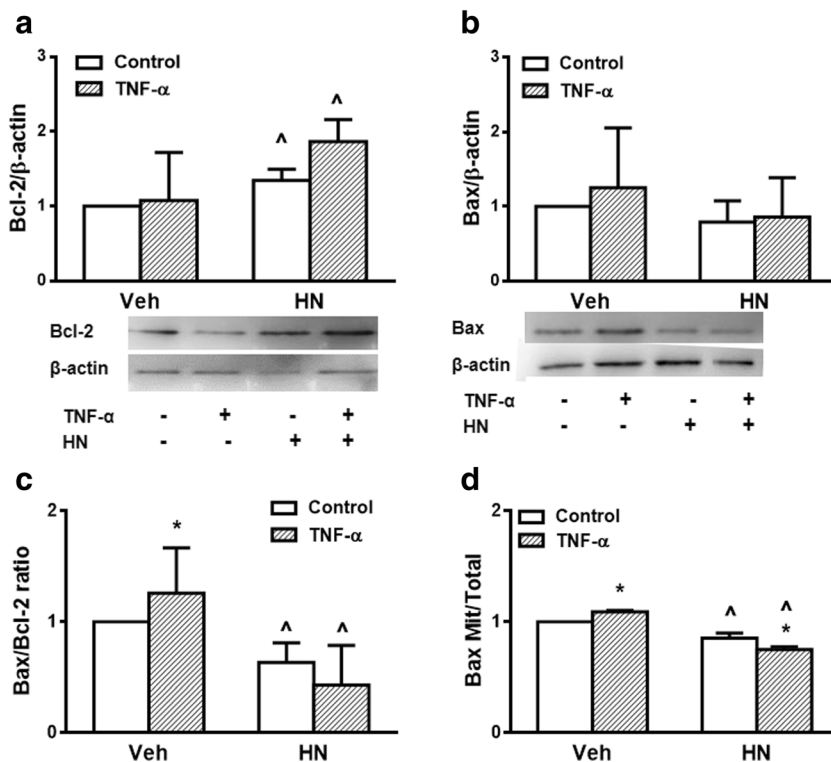 a
Bcl-2/β-actin
3
2
1
0
Control
TNF-α
^
^
Veh
HN
Bcl-2
β-actin
TNF-α - + - +
HN - - + +
b
Bax/β-actin
3
2
1
0
Control
TNF-α
Veh
HN
Bax
β-actin
TNF-α - + - +
HN - - + +
c
Bax/Bcl-2 ratio
2
1
0
Control
TNF-α
*
^
^
Veh
HN
d
Bax Mit/Total
2
1
0
Control
TNF-α
*
^
^
*
Veh
HN